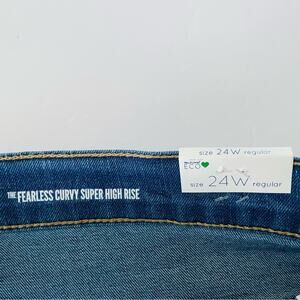 ECO
size 24W regular
size 24W regular
THE FEARLESS CURVY SUPER HIGH RISE